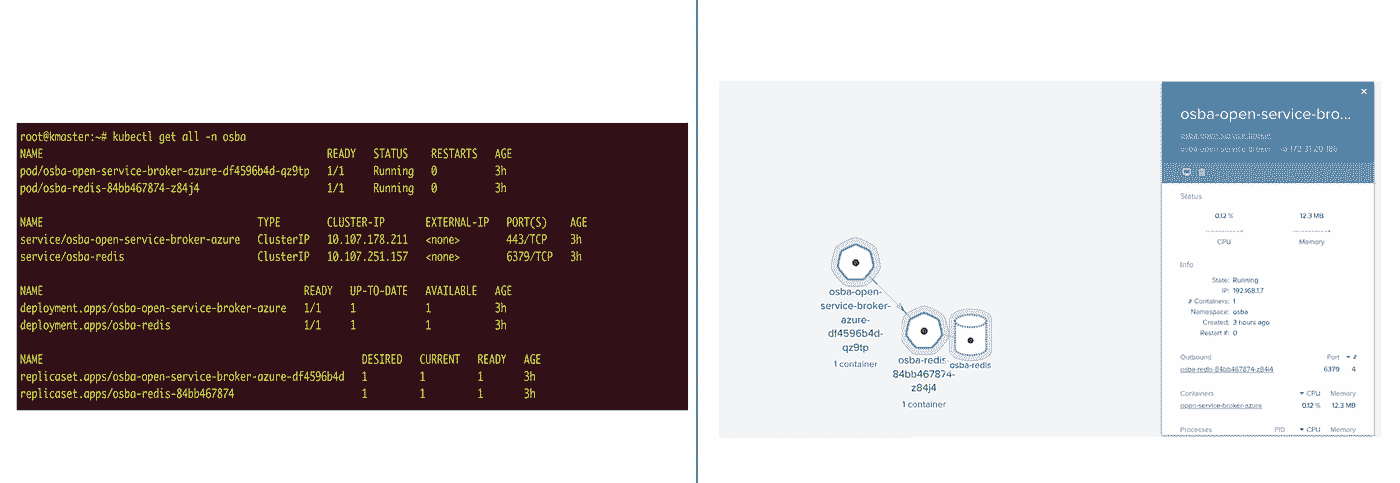 root@kmaster:~# kubectl get all -n osba
NAME READY STATUS RESTARTS AGE
pod/osba-open-service-broker-azure-df4596b4d-qz9tp 1/1 Running 0 3h
pod/osba-redis-84bb467874-z84j4 1/1 Running 0 3h
NAME TYPE CLUSTER-IP EXTERNAL-IP PORT(S) AGE
service/osba-open-service-broker-azure ClusterIP 10.107.178.211 <none> 443/TCP 3h
service/osba-redis ClusterIP 10.107.251.157 <none> 6379/TCP 3h
NAME READY UP-TO-DATE AVAILABLE AGE
deployment.apps/osba-open-service-broker-azure 1/1 1 1 3h
deployment.apps/osba-redis 1/1 1 1 3h
NAME DESIRED CURRENT READY AGE
replicaset.apps/osba-open-service-broker-azure-df4596b4d 1 1 1 3h
replicaset.apps/osba-redis-84bb467874 1 1 1 3h
osba-open-
service-broker-
azure-
df4596b4d-
qz9tp
1 container
osba-redis-
84bb467874-
z84j4
1 container
osba-redis
osba-open-service-bro...
Status
0.12 % 12.3 MB
CPU Memory
Info
State: Running
IP: 192.168.1.7
# Containers: 1
Namespace: osba
Created: 3 hours ago
Restart #: 0
Outbound Port #
osba-redis-84bb467874-z84j4 6379 4
Containers CPU Memory
open-service-broker-azure 0.12 % 12.3 MB
Processes PID CPU Memory